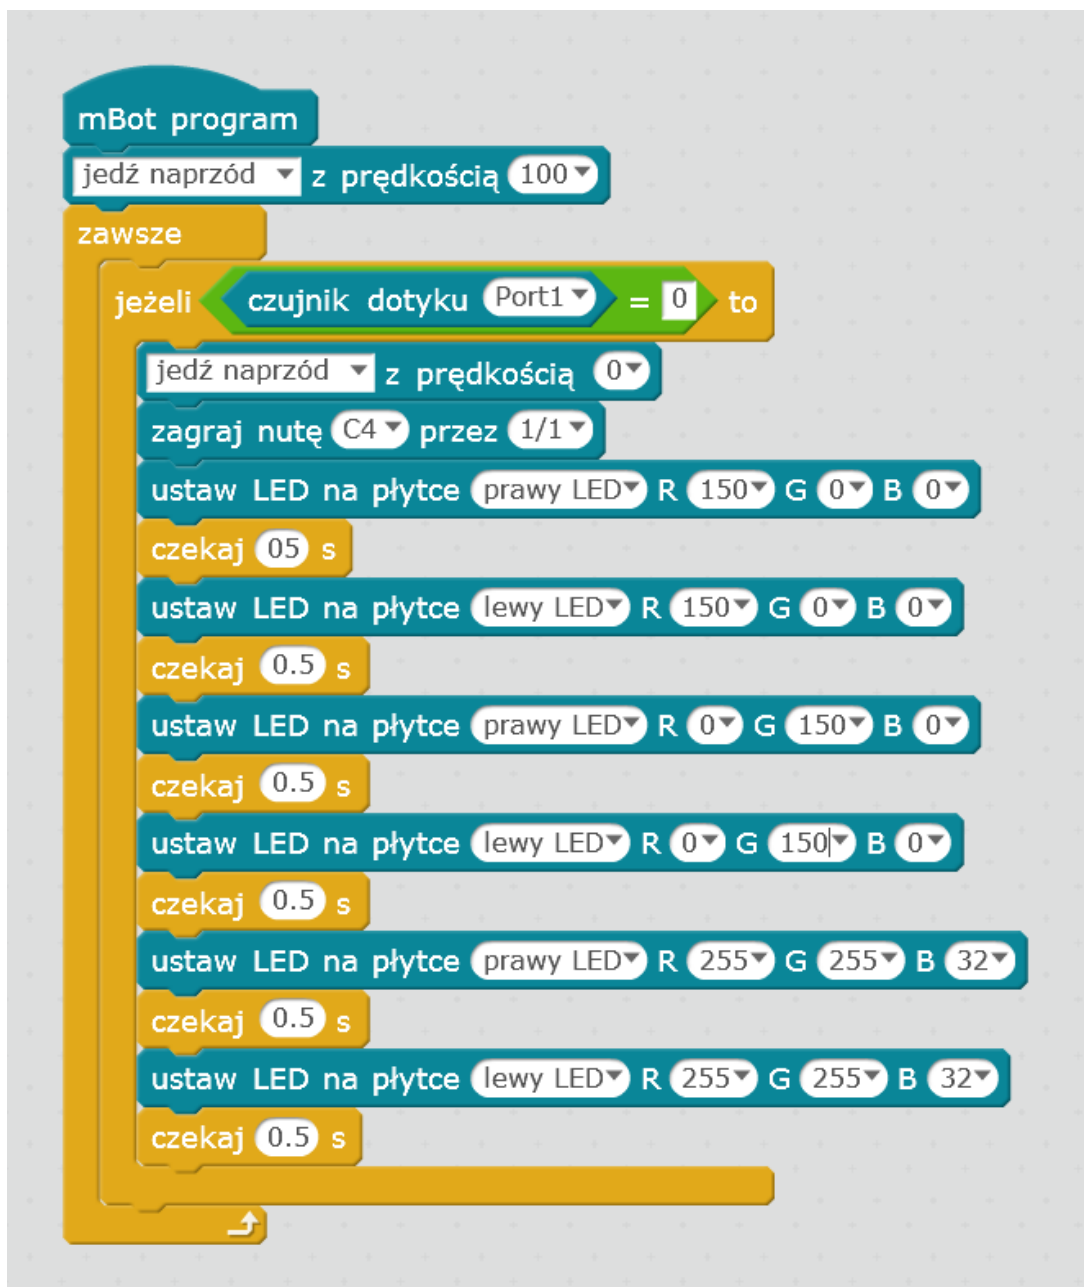 mBot program
jedź naprzód z prędkością 100
zawsze
jeżeli czujnik dotyku Port1 = 0 to
jedź naprzód z prędkością 0
zagraj nutę C4 przez 1/1
ustaw LED na płytce prawy LED R 150 G 0 B 0
czekaj 05 s
ustaw LED na płytce lewy LED R 150 G 0 B 0
czekaj 0.5 s
ustaw LED na płytce prawy LED R 0 G 150 B 0
czekaj 0.5 s
ustaw LED na płytce lewy LED R 0 G 150 B 0
czekaj 0.5 s
ustaw LED na płytce prawy LED R 255 G 255 B 32
czekaj 0.5 s
ustaw LED na płytce lewy LED R 255 G 255 B 32
czekaj 0.5 s